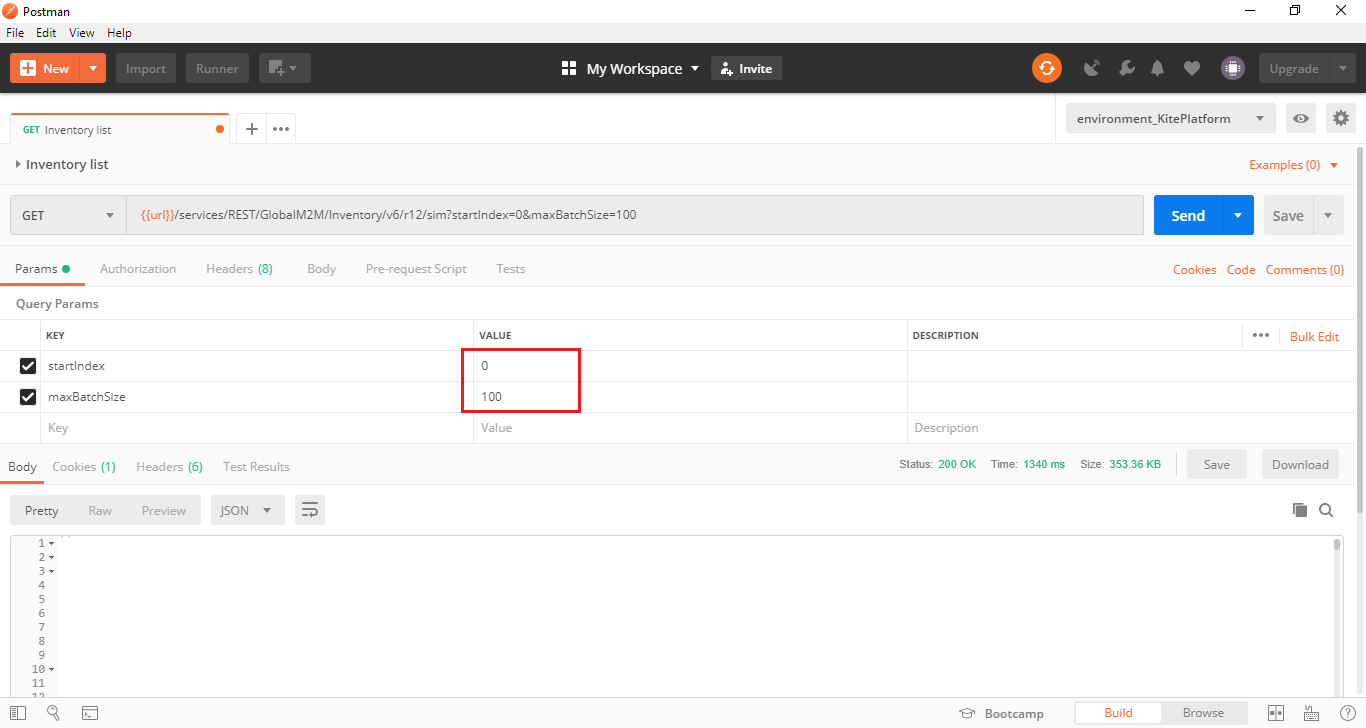 Postman
File Edit View Help
New Import Runner My Workspace Invite Upgrade
GET Inventory list environment_KitePlatform
Inventory list Examples (0)
GET {{url}}/services/REST/GlobalM2M/Inventory/v6/r12/sim?startIndex=0&maxBatchSize=100 Send Save
Params Authorization Headers (8) Body Pre-request Script Tests Cookies Code Comments (0)
Query Params
KEY VALUE DESCRIPTION Bulk Edit
startIndex 0
maxBatchSize 100
Key Value Description
Body Cookies (1) Headers (6) Test Results Status: 200 OK Time: 1340 ms Size: 353.36 KB Save Download
Pretty Raw Preview JSON
1
2
3
4
5
6
7
8
9
10
11
12
Bootcamp Build Browse